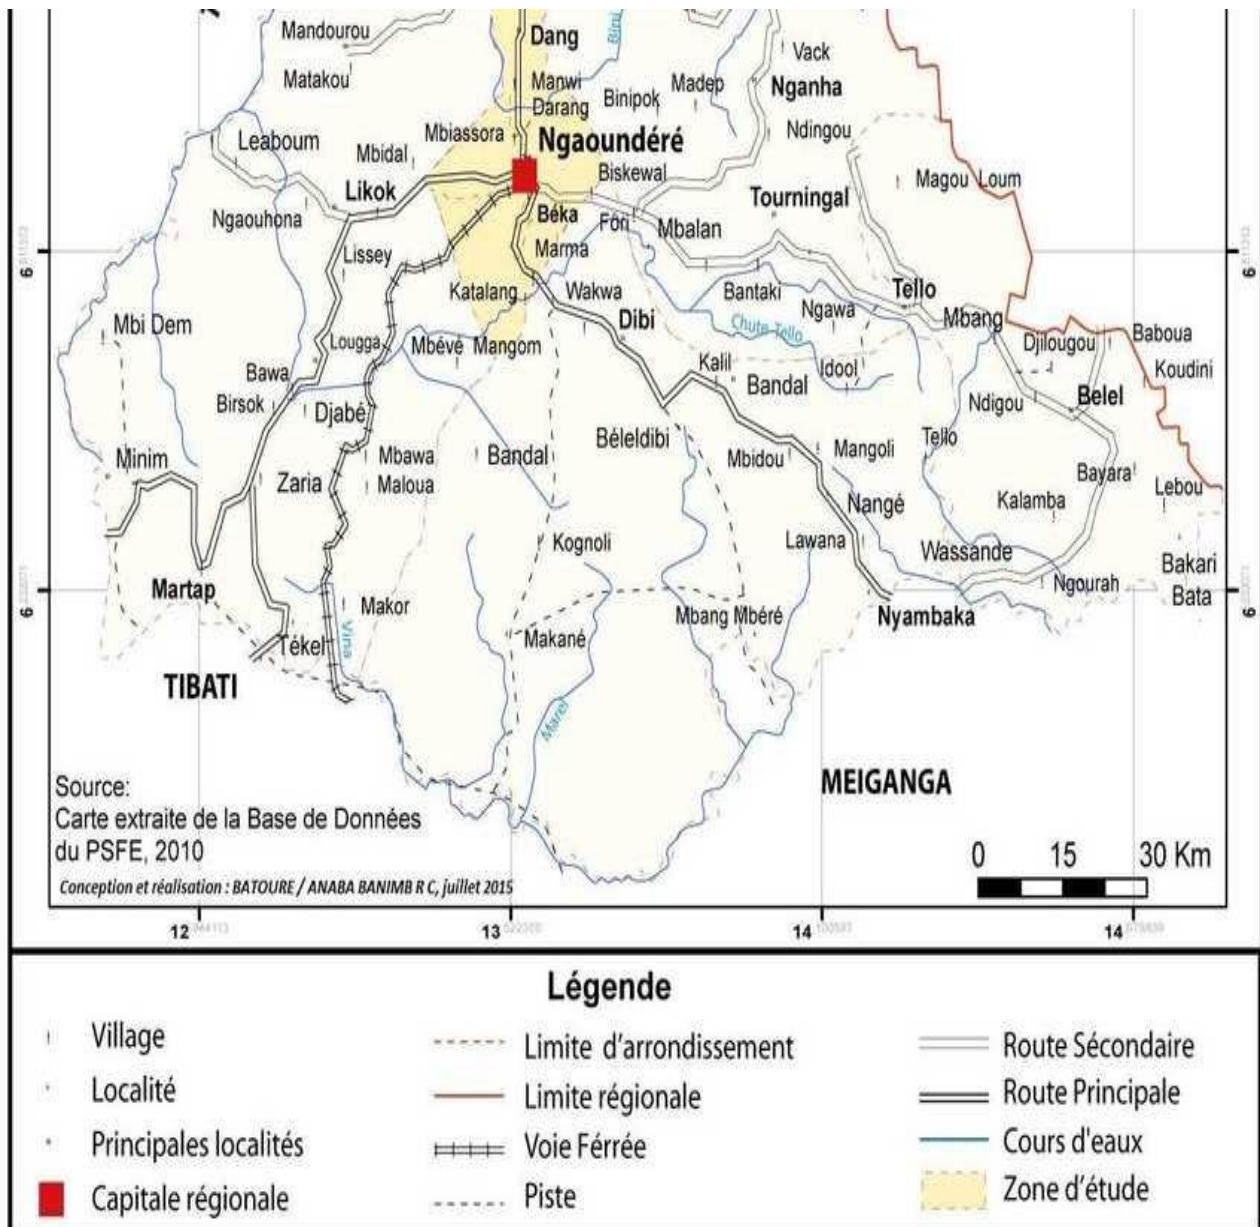 Mandourou
Dang
Bini
Vack
Matakou
Manwi
Madep
Nganha
Darang
Binipok
Leaboum
Mbiassora
Ngaoundéré
Ndingou
Mbidal
Likok
Biskewal
Magou Loum
Tourningal
Ngaouhona
Béka
Fôri
Mbalan
Lissey
Marma
Katalang
Wakwa
Bantaki
Tello
Mbi Dem
Dibi
Ngawa
Mbang
Chute Tello
Lougga
Mbévé
Mangom
Djilougou
Baboua
Bawa
Kalil
Idool
Koudini
Birsok
Djabé
Bandal
Ndigou
Belel
Béleldibi
Tello
Minim
Mbawa
Bandal
Mbidou
Mangoli
Bayara
Zaria
Maloua
Nangé
Kalamba
Lebou
Kognoli
Lawana
Wassande
Bakari
Martap
Ngourah
Bata
Makor
Mbang Mbéré
Nyambaka
Tékel
Vina
Makané
TIBATI
Marel
MEIGANGA
Source:
Carte extraite de la Base de Données
du PSFE, 2010
0 15 30 Km
Conception et réalisation : BATOURE / ANABA BANIMB R C, juillet 2015
6
6
6
6
12
13
14
14
Légende
Village
Localité
Principales localités
Capitale régionale
Limite d'arrondissement
Limite régionale
Voie Férrée
Piste
Route Sécondaire
Route Principale
Cours d'eaux
Zone d'étude